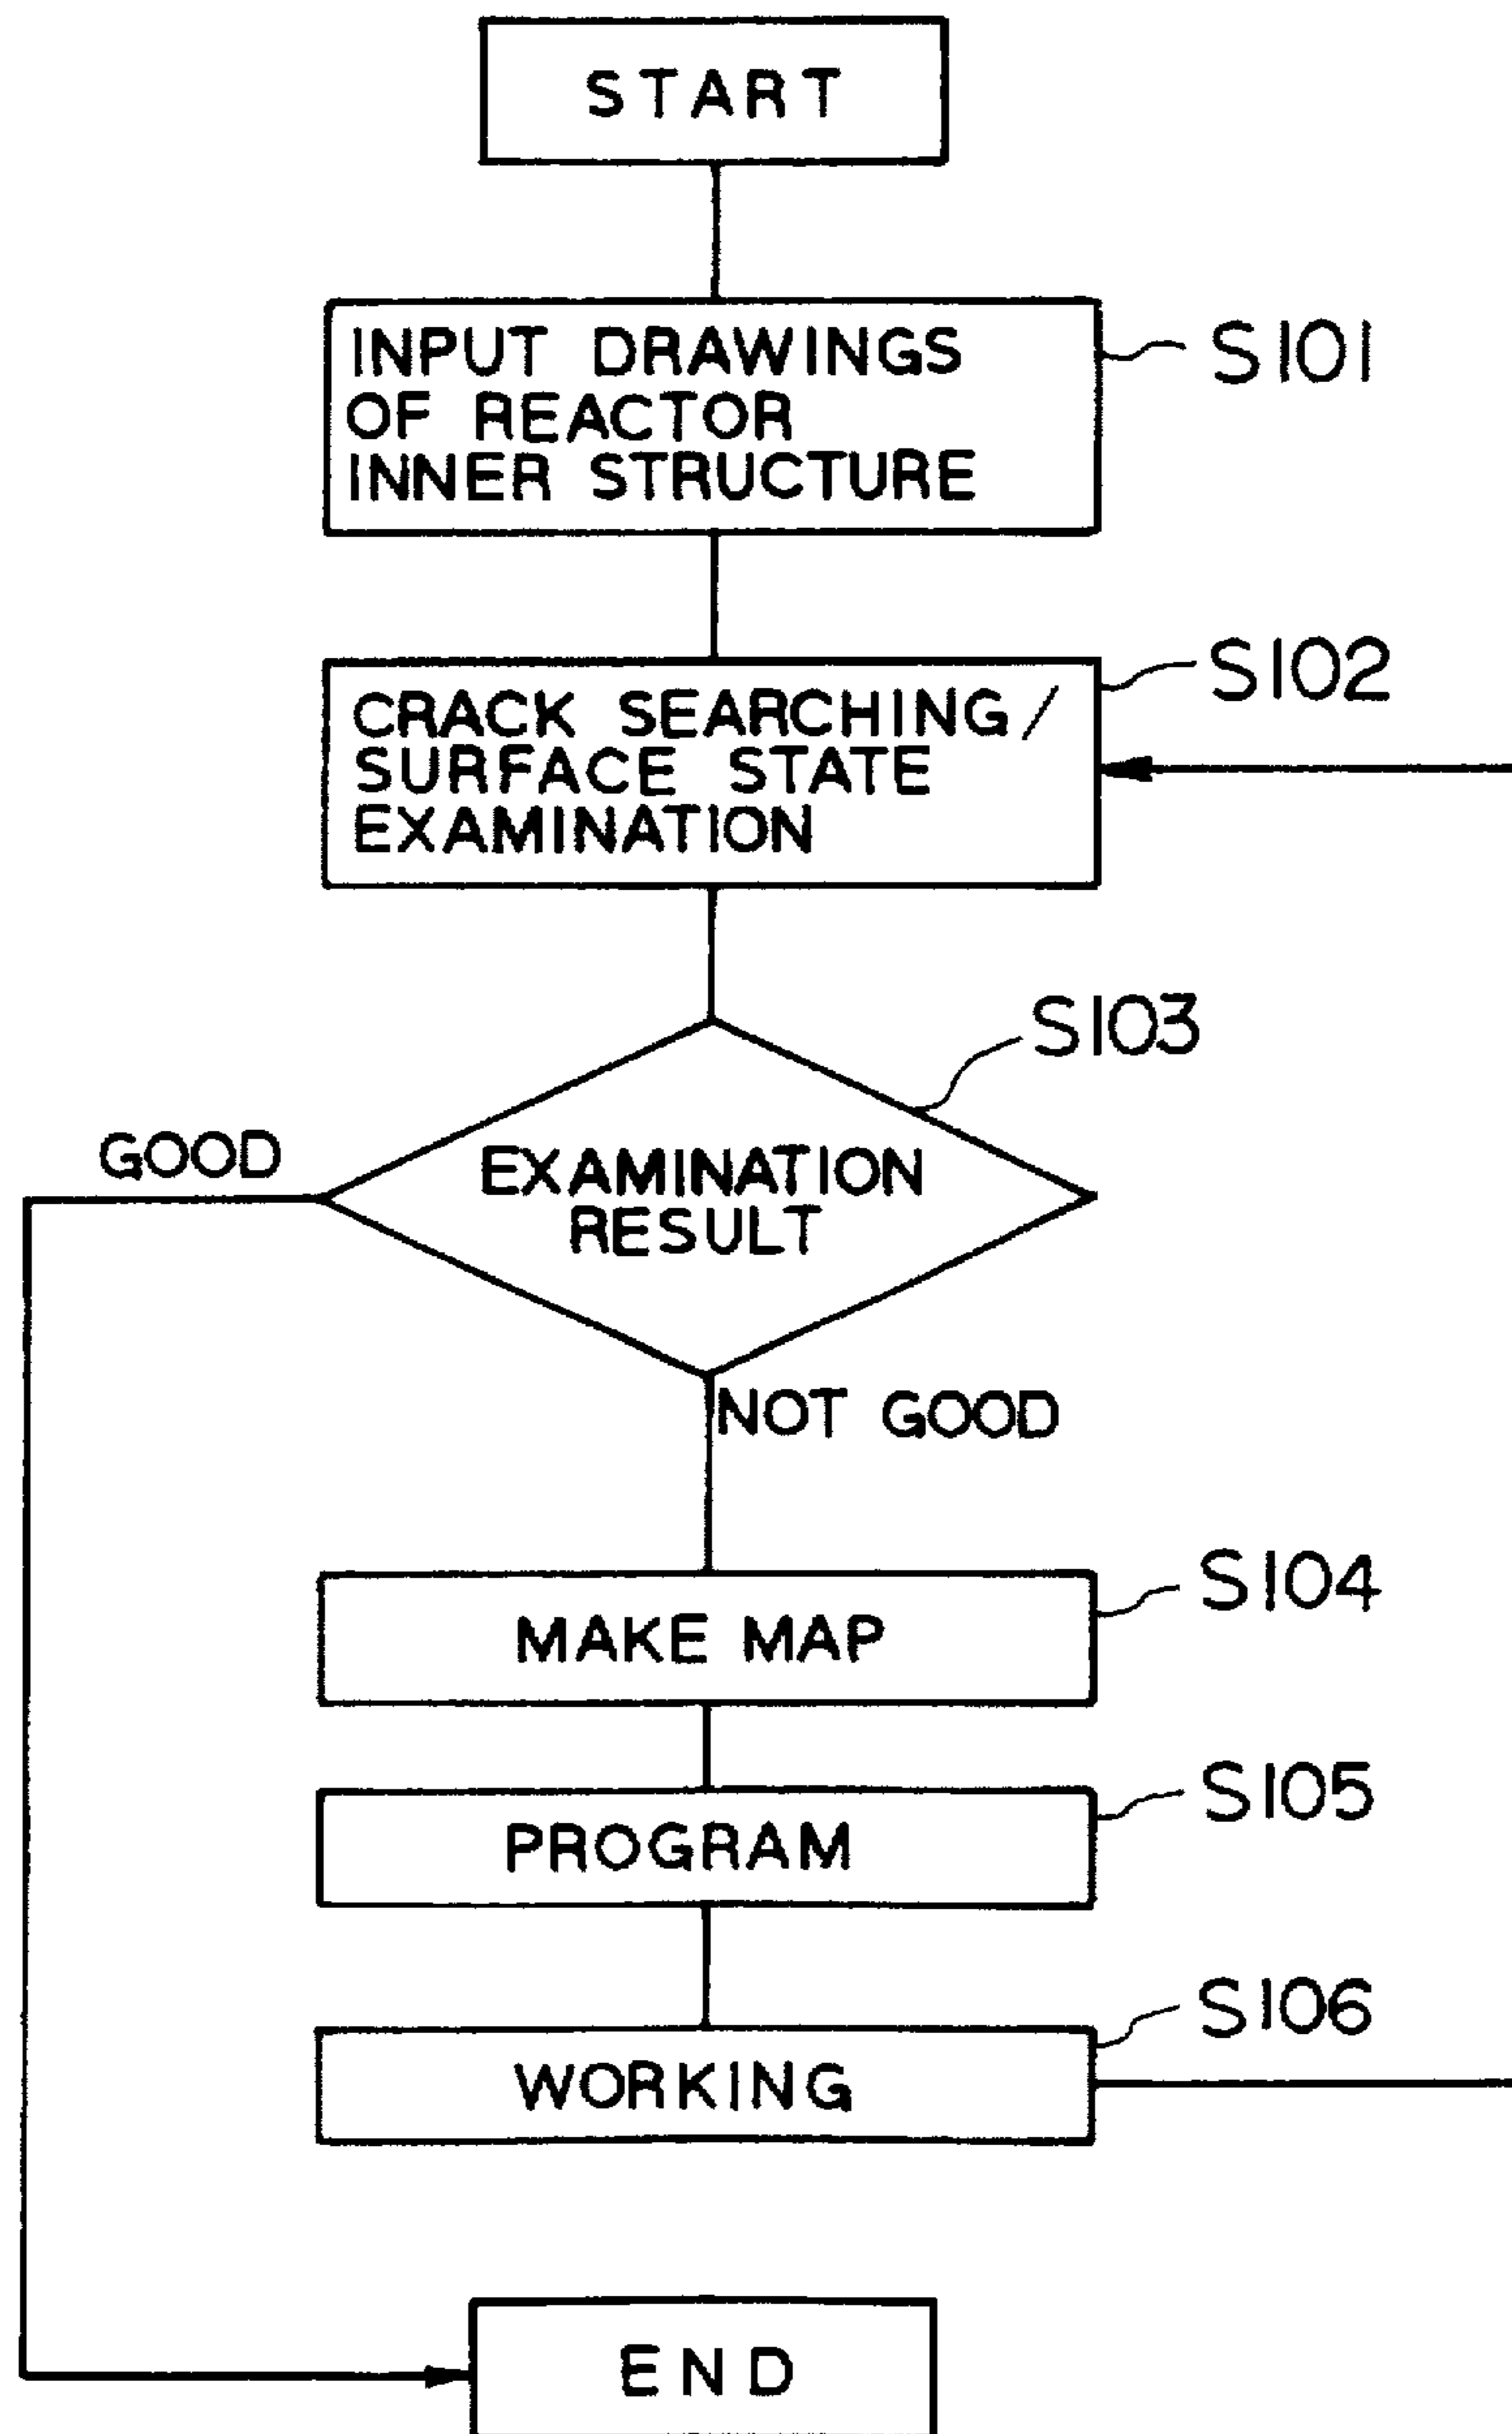 START
INPUT DRAWINGS
OF REACTOR
INNER STRUCTURE
S101
CRACK SEARCHING/
SURFACE STATE
EXAMINATION
S102
S103
EXAMINATION
RESULT
GOOD
NOT GOOD
MAKE MAP
S104
PROGRAM
S105
WORKING
S106
END